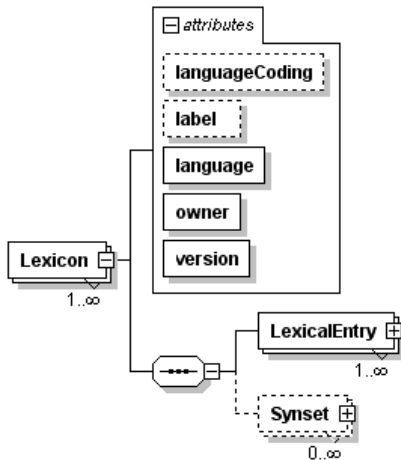 attributes
languageCoding
label
language
owner
version
Lexicon
1..∞
LexicalEntry
1..∞
Synset
0..∞